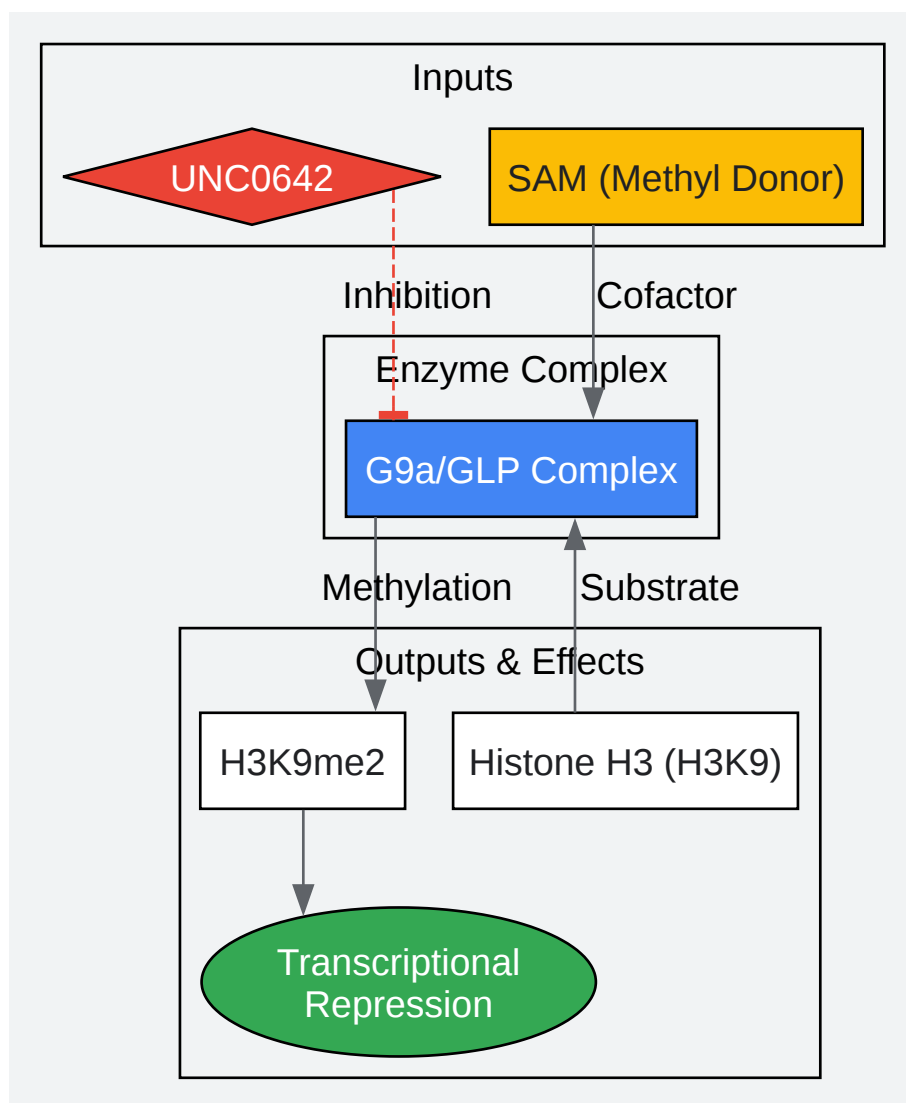 Inputs
UNC0642
SAM (Methyl Donor)
Inhibition
Cofactor
Enzyme Complex
G9a/GLP Complex
Methylation
Substrate
Outputs & Effects
H3K9me2
Histone H3 (H3K9)
Transcriptional
Repression